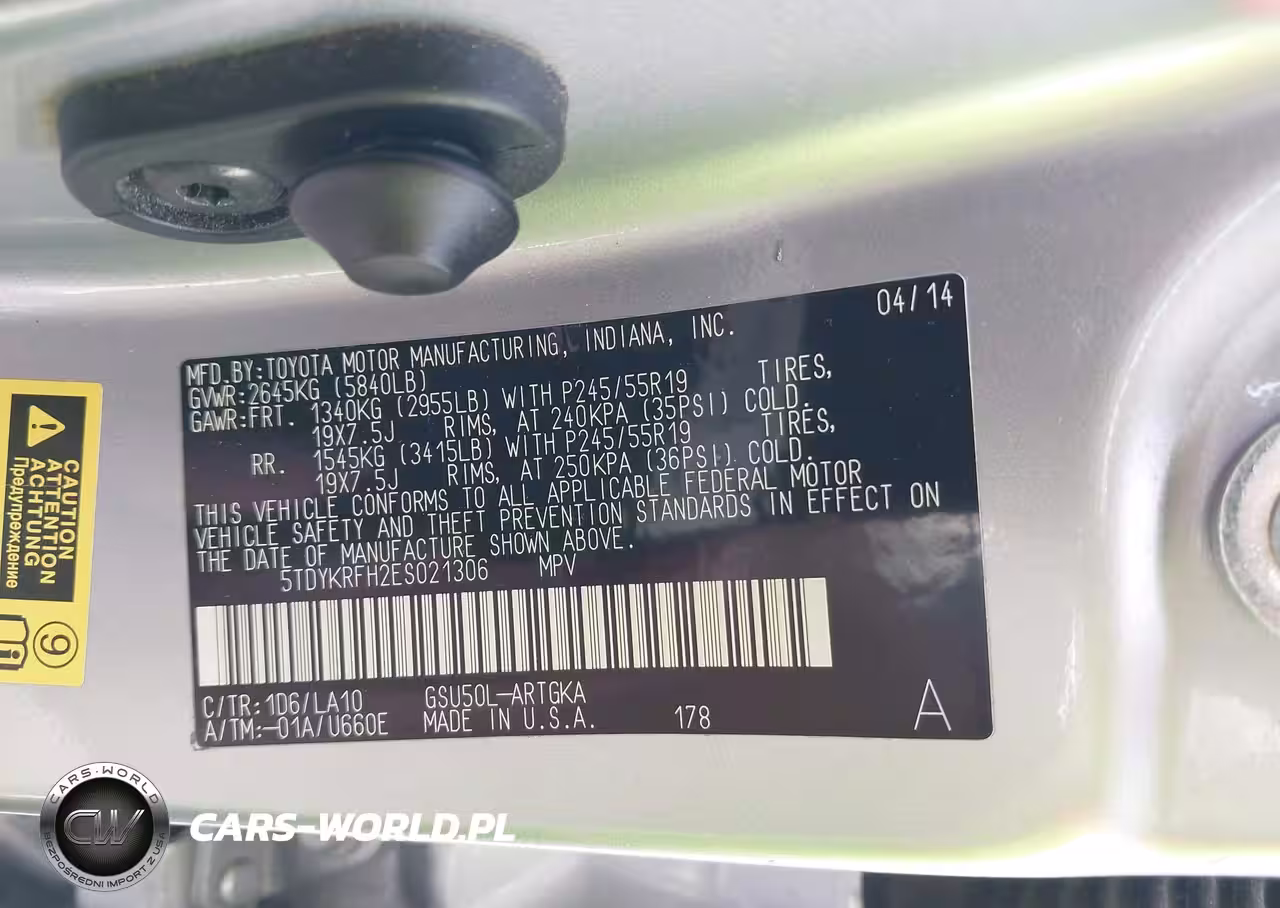 04/14
MFD.BY:TOYOTA MOTOR MANUFACTURING, INDIANA, INC.
GVWR:2645KG (5840LB)
GAWR:FRT. 1340KG (2955LB) WITH P245/55R19 TIRES,
19X7.5J RIMS, AT 240KPA (35PSI) COLD.
RR. 1545KG (3415LB) WITH P245/55R19 TIRES,
19X7.5J RIMS, AT 250KPA (36PSI) COLD.
THIS VEHICLE CONFORMS TO ALL APPLICABLE FEDERAL MOTOR
VEHICLE SAFETY AND THEFT PREVENTION STANDARDS IN EFFECT ON
THE DATE OF MANUFACTURE SHOWN ABOVE.
5TDYKRFH2ES021306 MPV
C/TR:1D6/LA10 GSU50L-ARTGKA
A/TM:-01A/U660E MADE IN U.S.A. 178
A
CAUTION
ATTENTION
ACHTUNG
Предупреждение
9
CARS-WORLD
CW
BEZPOŚREDNI IMPORT Z USA
CARS-WORLD.PL